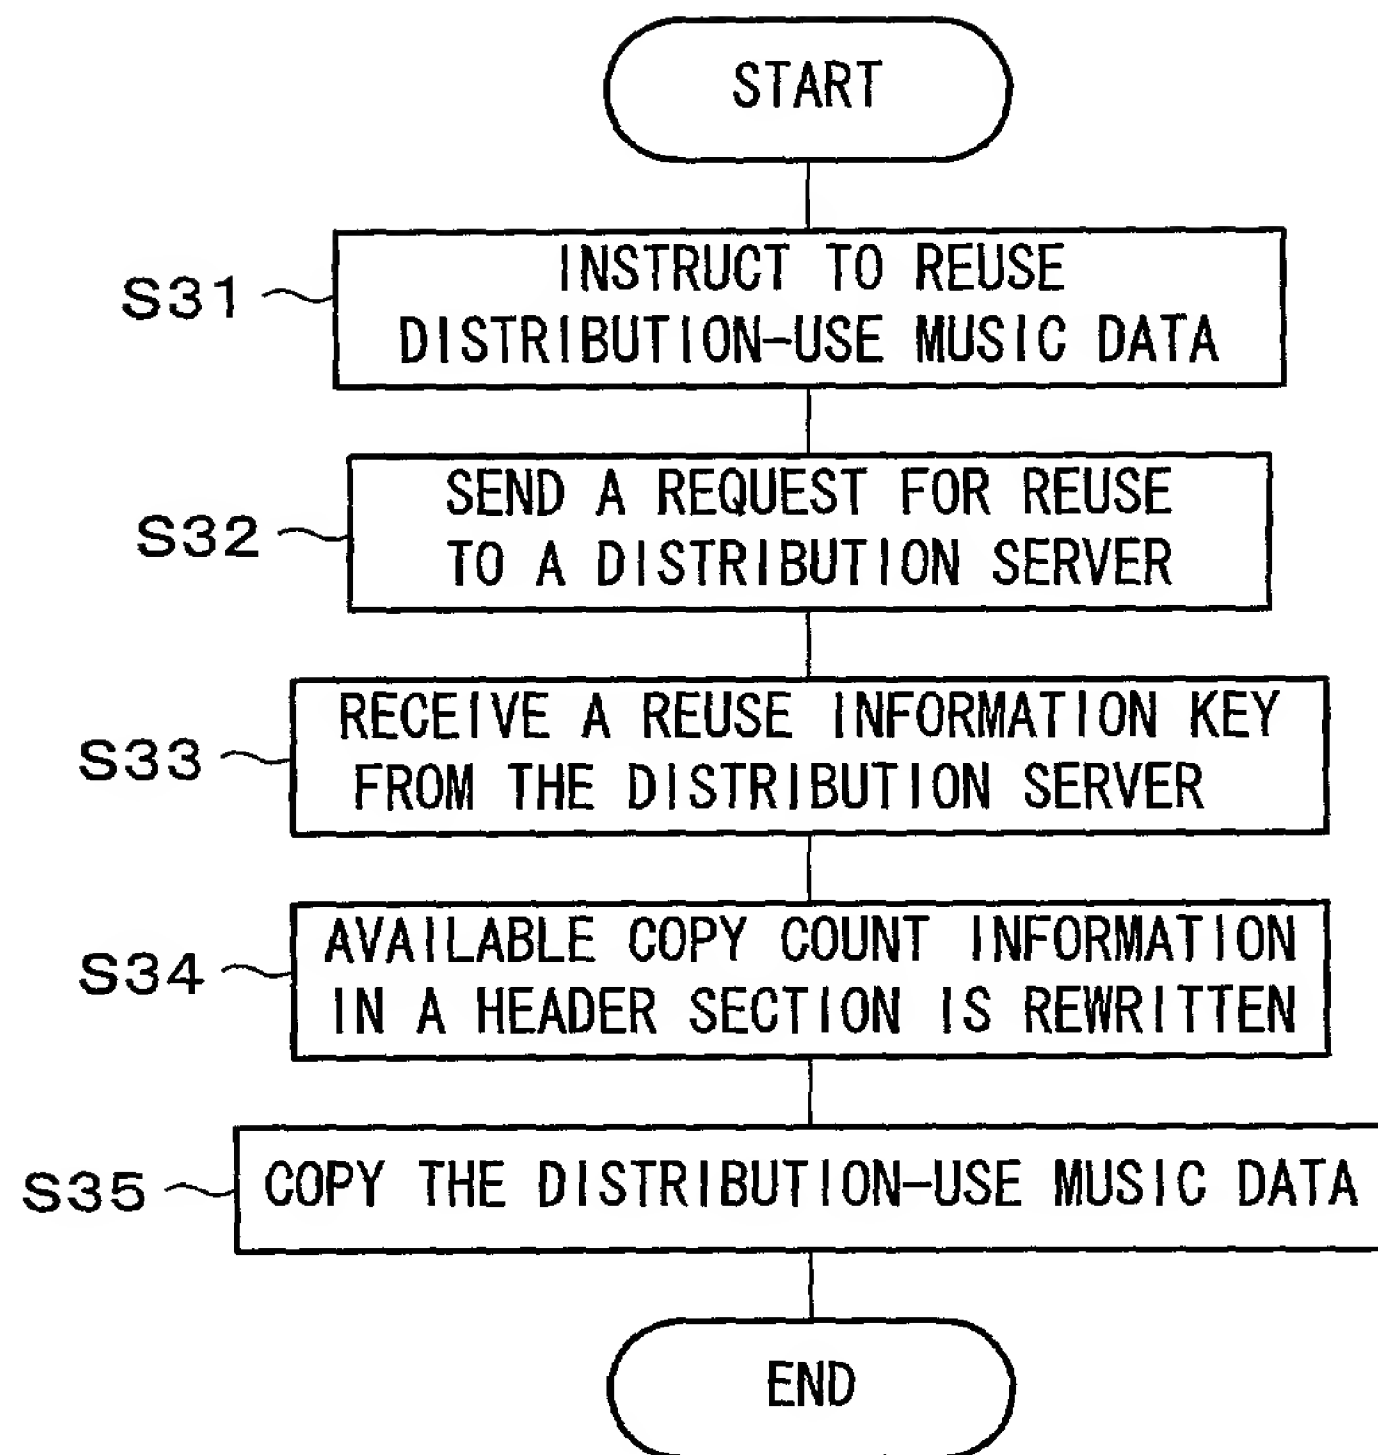 START
S31
INSTRUCT TO REUSE
DISTRIBUTION-USE MUSIC DATA
S32
SEND A REQUEST FOR REUSE
TO A DISTRIBUTION SERVER
S33
RECEIVE A REUSE INFORMATION KEY
FROM THE DISTRIBUTION SERVER
S34
AVAILABLE COPY COUNT INFORMATION
IN A HEADER SECTION IS REWRITTEN
S35
COPY THE DISTRIBUTION-USE MUSIC DATA
END